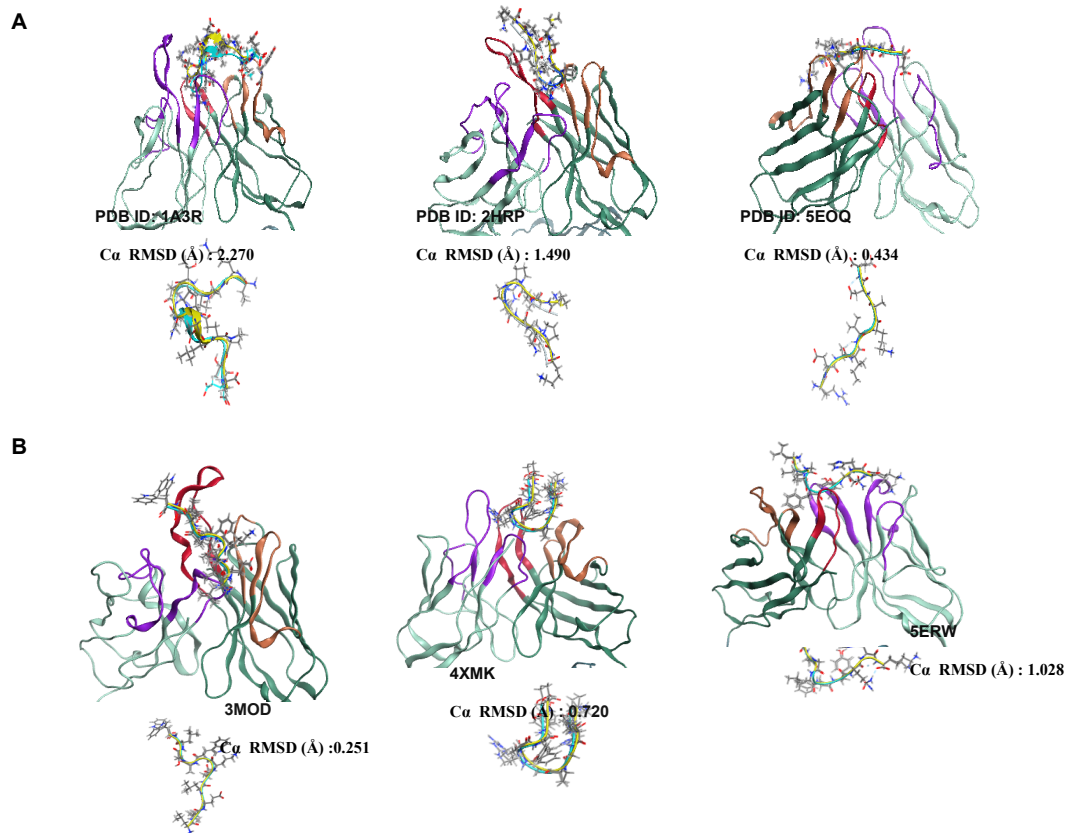 A
PDB ID: 1A3R
PDB ID: 2HRP
PDB ID: 5EOQ
Cα RMSD (Å) : 2.270
Cα RMSD (Å) : 1.490
Cα RMSD (Å) : 0.434
B
5ERW
Cα RMSD (Å) : 1.028
4XMK
3MOD
Cα RMSD (Å) : 0.720
Cα RMSD (Å) :0.251